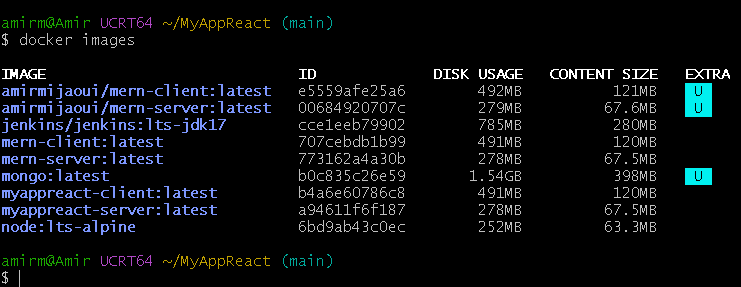 amirm@Amir UCRT64 ~/MyAppReact (main)
$ docker images
IMAGE ID DISK USAGE CONTENT SIZE EXTRA
amirmijaoui/mern-client:latest e5559afe25a6 492MB 121MB U
amirmijaoui/mern-server:latest 00684920707c 279MB 67.6MB U
jenkins/jenkins:lts-jdk17 cce1eeb79902 785MB 280MB
mern-client:latest 707cebdb1b99 491MB 120MB
mern-server:latest 773162a4a30b 278MB 67.5MB
mongo:latest b0c835c26e59 1.54GB 398MB U
myappreact-client:latest b4a6e60786c8 491MB 120MB
myappreact-server:latest a94611f6f187 278MB 67.5MB
node:lts-alpine 6bd9ab43c0ec 252MB 63.3MB
amirm@Amir UCRT64 ~/MyAppReact (main)
$